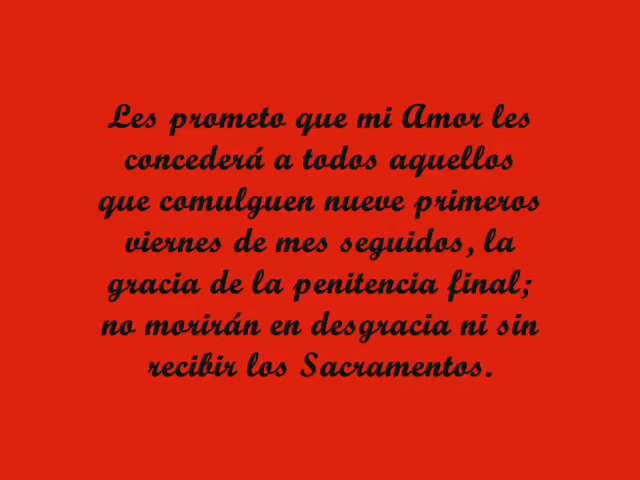 Les prometo que mi Amor les
concederá a todos aquellos
que comulguen nueve primeros
viernes de mes seguidos, la
gracia de la penitencia final;
no morirán en desgracia ni sin
recibir los Sacramentos.